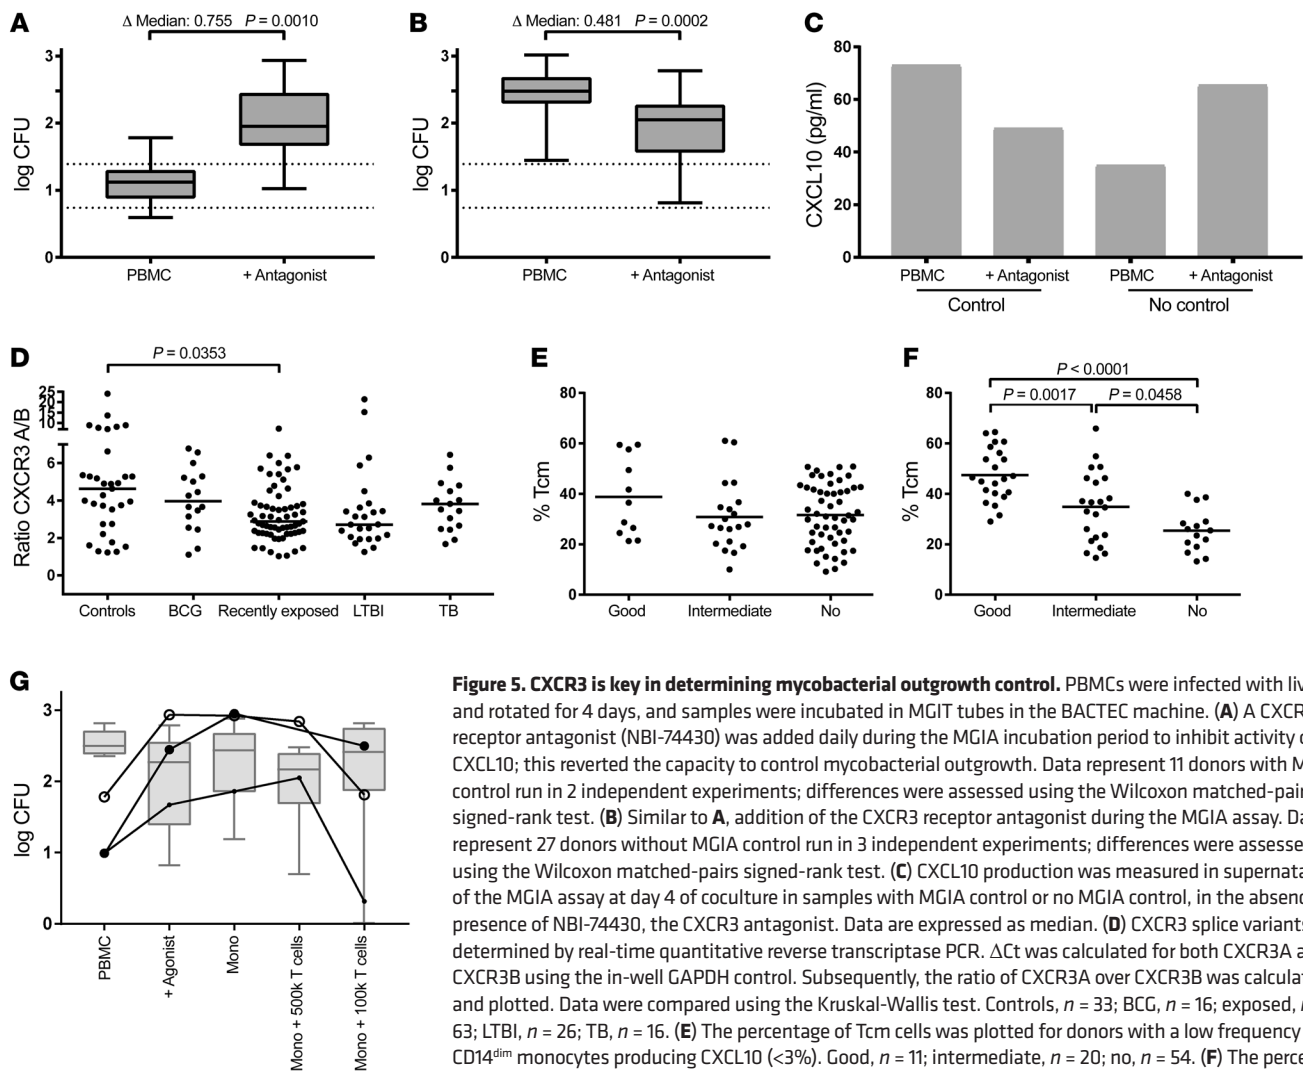 A
Δ Median: 0.755 P = 0.0010
log CFU
3
2
1
0
PBMC
+ Antagonist
B
Δ Median: 0.481 P = 0.0002
log CFU
3
2
1
0
PBMC
+ Antagonist
C
CXCL10 (pg/ml)
80
60
40
20
0
PBMC
+ Antagonist
PBMC
+ Antagonist
Control
No control
D
P = 0.0353
Ratio CXCR3 A/B
25
20
15
10
6
4
2
0
Controls
BCG
Recently exposed
LTBI
TB
E
% Tcm
80
60
40
20
0
Good
Intermediate
No
F
P < 0.0001
P = 0.0017
P = 0.0458
% Tcm
80
60
40
20
0
Good
Intermediate
No
G
log CFU
3
2
1
0
PBMC
+ Agonist
Mono
Mono + 500k T cells
Mono + 100k T cells
Figure 5. CXCR3 is key in determining mycobacterial outgrowth control. PBMCs were infected with liv
and rotated for 4 days, and samples were incubated in MGIT tubes in the BACTEC machine. (A) A CXCR
receptor antagonist (NBI-74430) was added daily during the MGIA incubation period to inhibit activity o
CXCL10; this reverted the capacity to control mycobacterial outgrowth. Data represent 11 donors with M
control run in 2 independent experiments; differences were assessed using the Wilcoxon matched-pair
signed-rank test. (B) Similar to A, addition of the CXCR3 receptor antagonist during the MGIA assay. Da
represent 27 donors without MGIA control run in 3 independent experiments; differences were assesse
using the Wilcoxon matched-pairs signed-rank test. (C) CXCL10 production was measured in supernata
of the MGIA assay at day 4 of coculture in samples with MGIA control or no MGIA control, in the absenc
presence of NBI-74430, the CXCR3 antagonist. Data are expressed as median. (D) CXCR3 splice variants
determined by real-time quantitative reverse transcriptase PCR. ΔCt was calculated for both CXCR3A a
CXCR3B using the in-well GAPDH control. Subsequently, the ratio of CXCR3A over CXCR3B was calculat
and plotted. Data were compared using the Kruskal-Wallis test. Controls, n = 33; BCG, n = 16; exposed,
63; LTBI, n = 26; TB, n = 16. (E) The percentage of Tcm cells was plotted for donors with a low frequency
CD14dim monocytes producing CXCL10 (<3%). Good, n = 11; intermediate, n = 20; no, n = 54. (F) The perce